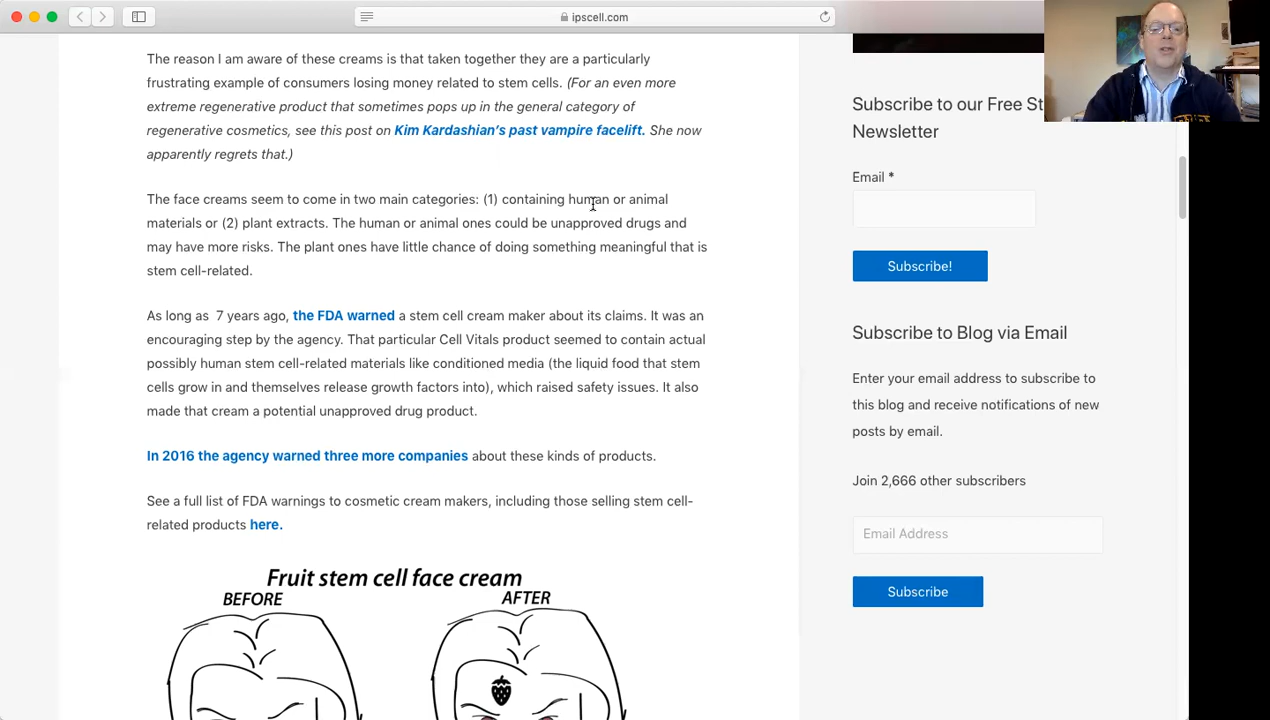 ipscell.com
The reason I am aware of these creams is that taken together they are a particularly
frustrating example of consumers losing money related to stem cells. (For an even more
extreme regenerative product that sometimes pops up in the general category of
regenerative cosmetics, see this post on Kim Kardashian’s past vampire facelift. She now
apparently regrets that.)
The face creams seem to come in two main categories: (1) containing human or animal
materials or (2) plant extracts. The human or animal ones could be unapproved drugs and
may have more risks. The plant ones have little chance of doing something meaningful that is
stem cell-related.
As long as  7 years ago, the FDA warned a stem cell cream maker about its claims. It was an
encouraging step by the agency. That particular Cell Vitals product seemed to contain actual
possibly human stem cell-related materials like conditioned media (the liquid food that stem
cells grow in and themselves release growth factors into), which raised safety issues. It also
made that cream a potential unapproved drug product.
In 2016 the agency warned three more companies about these kinds of products.
See a full list of FDA warnings to cosmetic cream makers, including those selling stem cell-
related products here.
Fruit stem cell face cream
BEFORE
AFTER
Subscribe to our Free St
Newsletter
Email *
Subscribe!
Subscribe to Blog via Email
Enter your email address to subscribe to
this blog and receive notifications of new
posts by email.
Join 2,666 other subscribers
Email Address
Subscribe